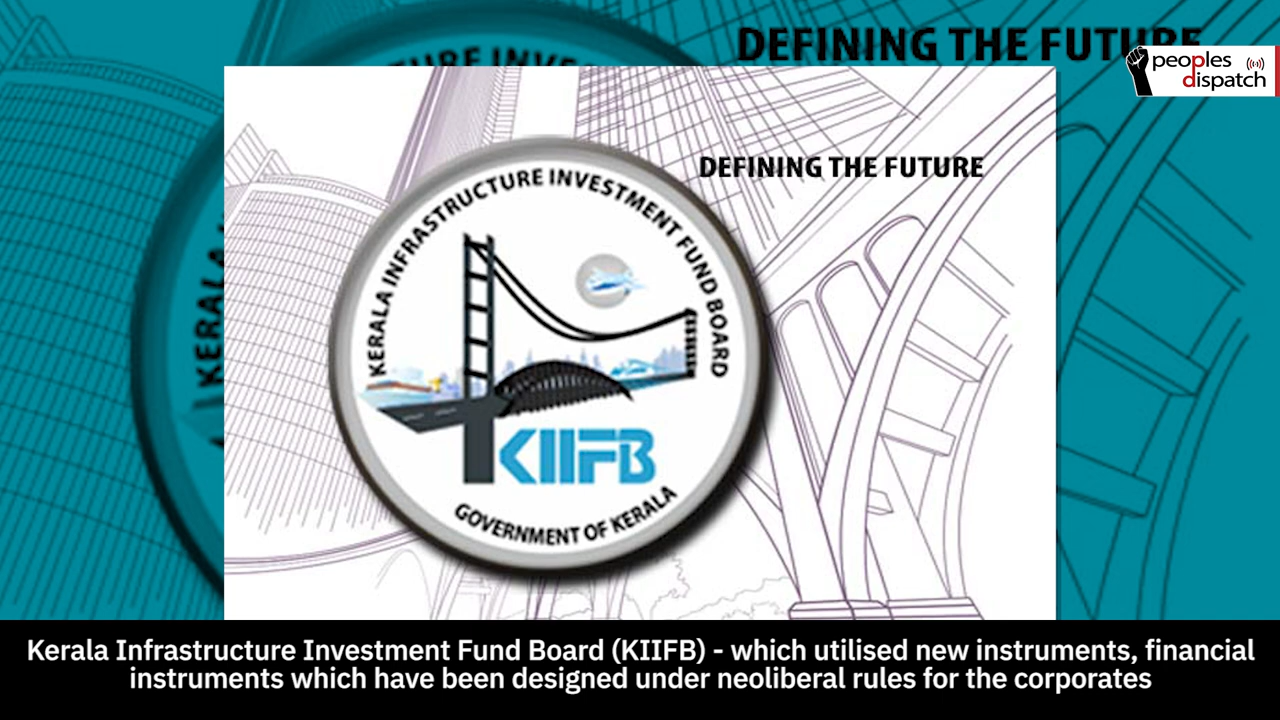 DEFINING THE FUTURE
peoples
dispatch
DEFINING THE FUTURE
KERALA INFRASTRUCTURE INVESTMENT FUND BOARD
KIIFB
GOVERNMENT OF KERALA
KERALA
Kerala Infrastructure Investment Fund Board (KIIFB) - which utilised new instruments, financial
instruments which have been designed under neoliberal rules for the corporates